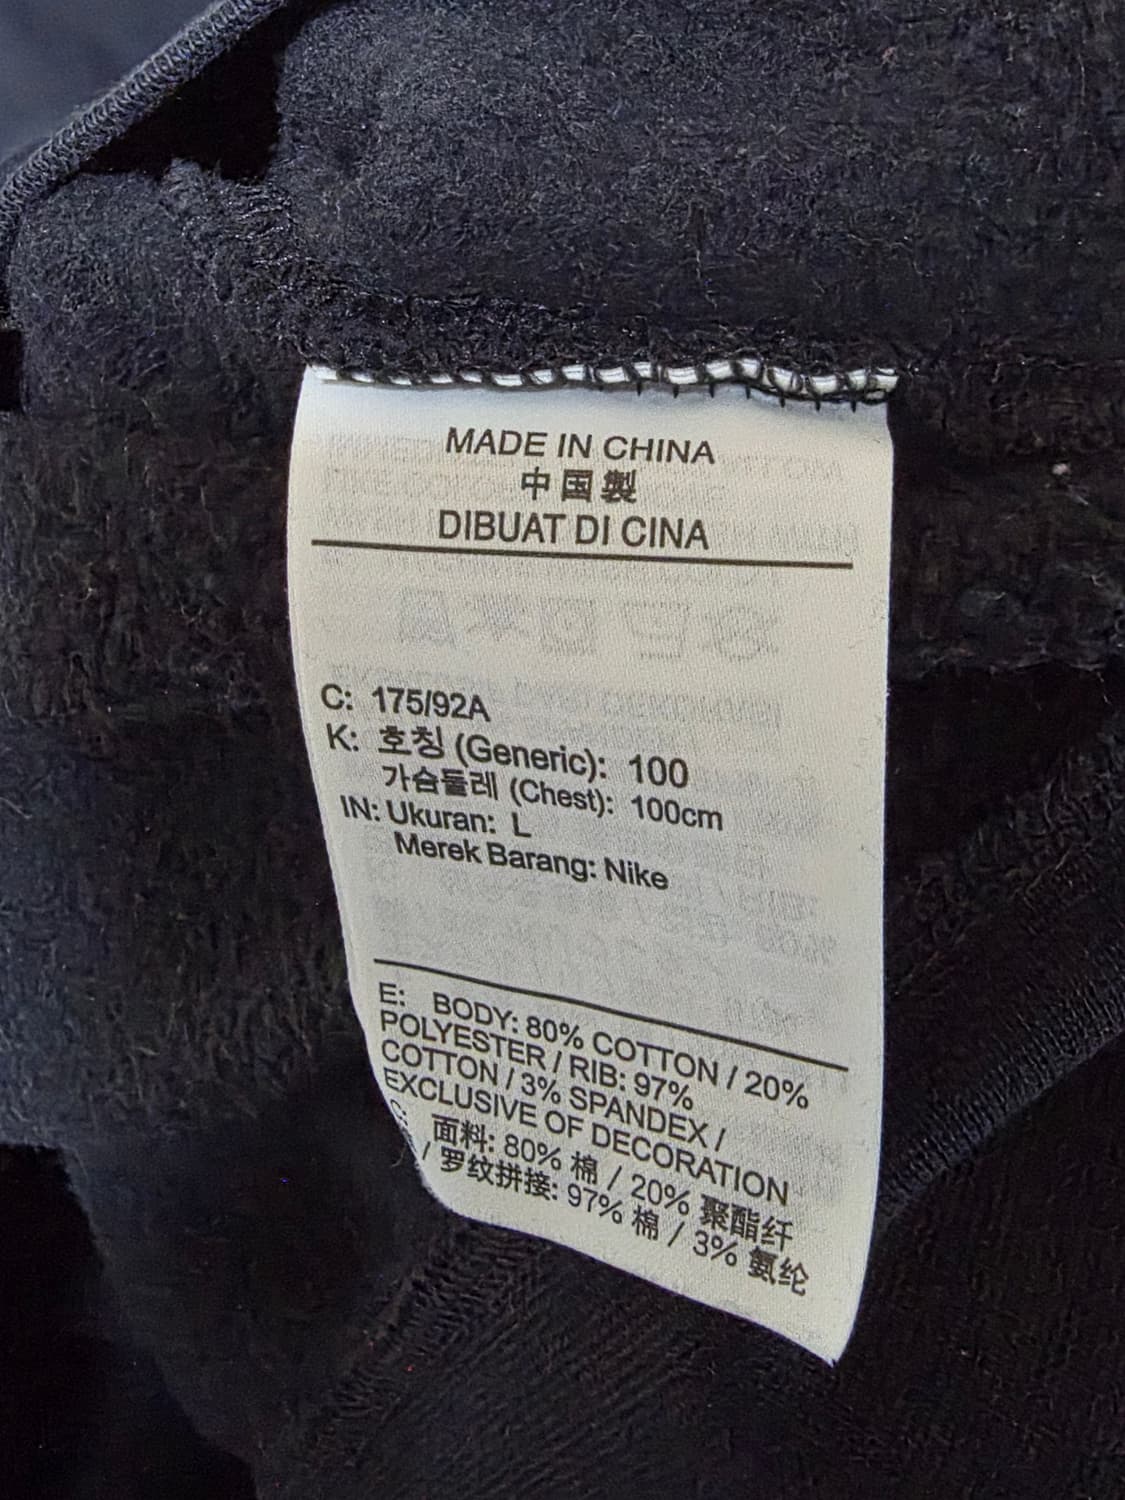 MADE IN CHINA
中国製
DIBUAT DI CINA
C: 175/92A
K: 호칭 (Generic): 100
가슴둘레 (Chest): 100cm
IN: Ukuran: L
Merek Barang: Nike
E: BODY: 80% COTTON / 20%
POLYESTER / RIB: 97%
COTTON / 3% SPANDEX /
EXCLUSIVE OF DECORATION
C: 面料: 80% 棉 / 20% 聚酯纤
/ 罗纹拼接: 97% 棉 / 3% 氨纶